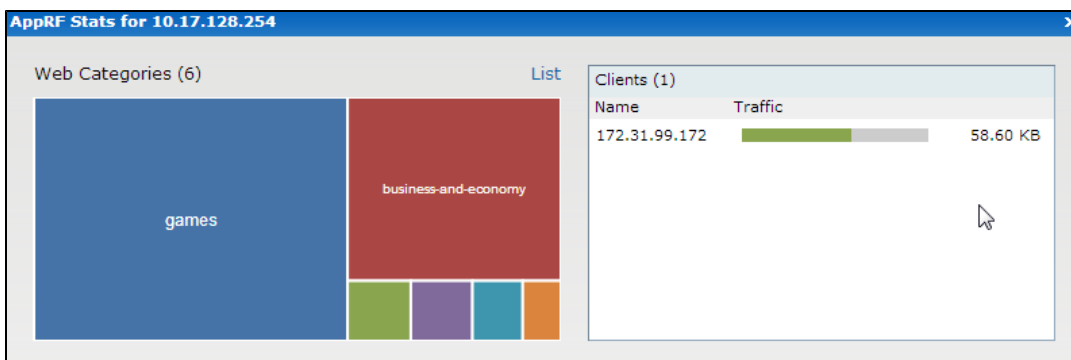 AppRF Stats for 10.17.128.254
x
Web Categories (6) List
games
business-and-economy
Clients (1)
Name Traffic
172.31.99.172 58.60 KB